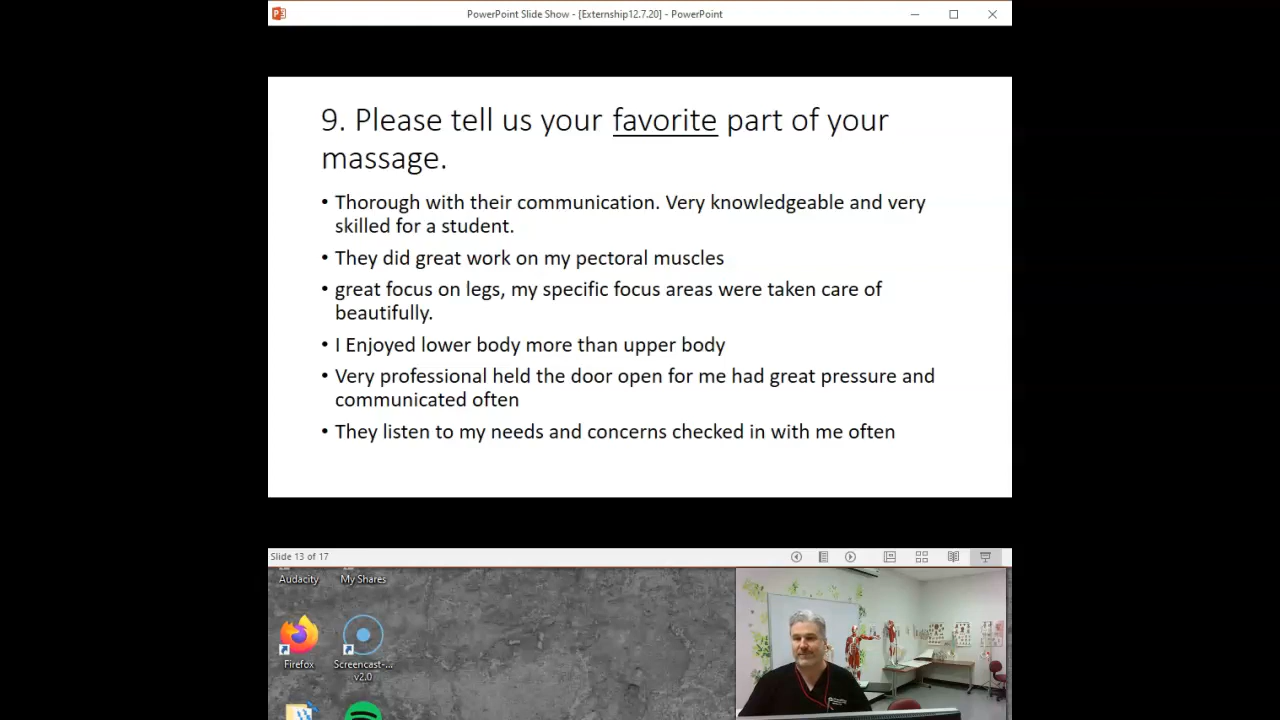 PowerPoint Slide Show - [Externship12.7.20] - PowerPoint
9. Please tell us your favorite part of your
massage.
• Thorough with their communication. Very knowledgeable and very
skilled for a student.
• They did great work on my pectoral muscles
• great focus on legs, my specific focus areas were taken care of
beautifully.
• I Enjoyed lower body more than upper body
• Very professional held the door open for me had great pressure and
communicated often
• They listen to my needs and concerns checked in with me often
Slide 13 of 17
Audacity
My Shares
Firefox
Screencast-...
v2.0